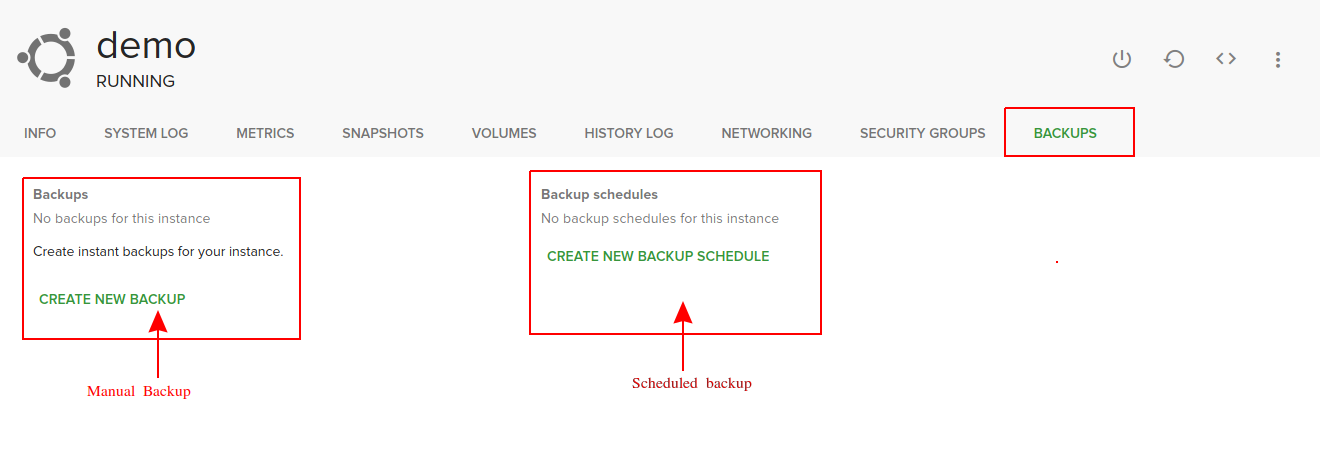 demo
RUNNING
INFO SYSTEM LOG METRICS SNAPSHOTS VOLUMES HISTORY LOG NETWORKING SECURITY GROUPS BACKUPS
Backups
No backups for this instance
Create instant backups for your instance.
CREATE NEW BACKUP
Manual Backup
Backup schedules
No backup schedules for this instance
CREATE NEW BACKUP SCHEDULE
Scheduled backup